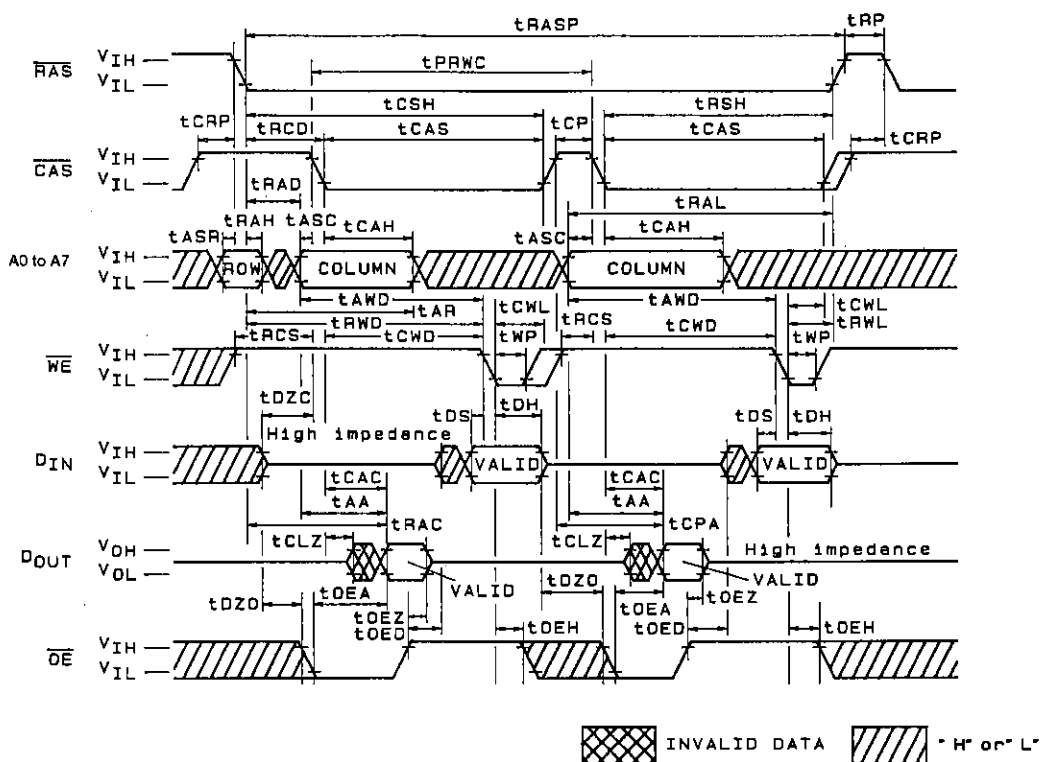 tRASP tRP
RAS VIH VIL
tPRWC
tCSH tRSH
tCRP tRCD tCAS tCP tCAS tCRP
CAS VIH VIL
tRAD tRAL
tRAH tASC
tASR tCAH tASC tCAH
A0 to A7 VIH VIL ROW COLUMN COLUMN
tAWD tAWD
tAR tCWL tCWL
tRWD tRCS tRWL
tRCS tCWD tWP tCWD tWP
WE VIH VIL
tDZC tDS tDH tDS tDH
High impedance
DIN VIH VIL VALID VALID
tCAC tCAC
tAA tAA
tRAC tCPA
tCLZ tCLZ
DOUT VOH VOL High impedance
VALID VALID
tDZO tOEA tDZO tOEA tOEZ
tOEZ
tOED tOEH tOED tOEH
OE VIH VIL
INVALID DATA "H" or "L"